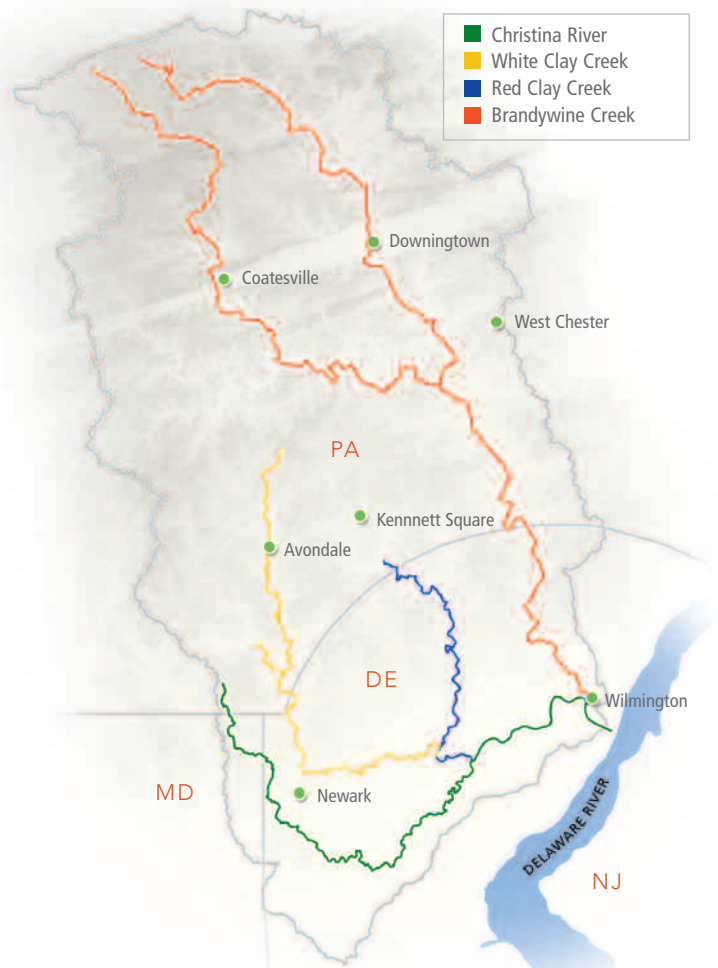 Christina River
White Clay Creek
Red Clay Creek
Brandywine Creek
Downingtown
Coatesville
West Chester
PA
Kennnett Square
Avondale
DE
Wilmington
MD
Newark
DELAWARE RIVER
NJ